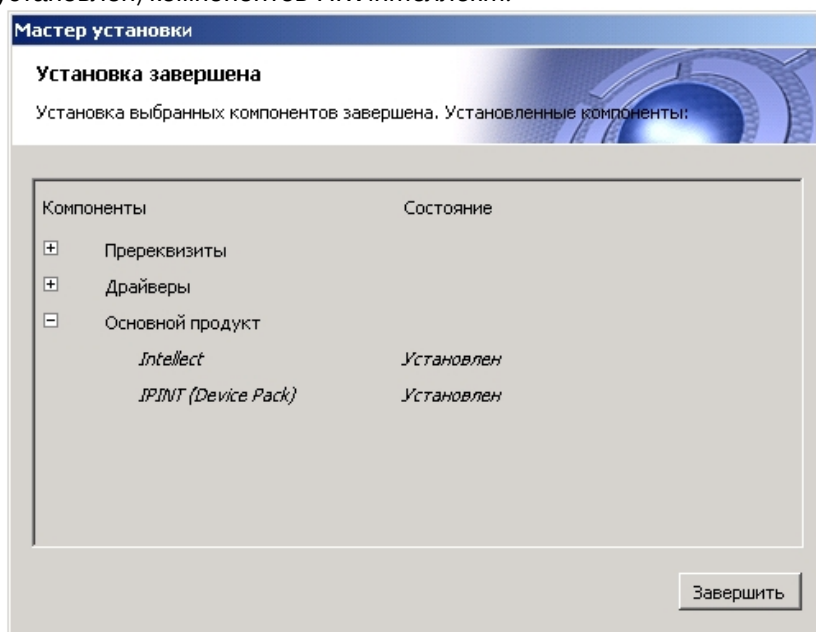 Мастер установки
Установка завершена
Установка выбранных компонентов завершена. Установленные компоненты:
Компоненты Состояние
Пререквизиты
Драйверы
Основной продукт
Intellect Установлен
IPINT (Device Pack) Установлен
Завершить